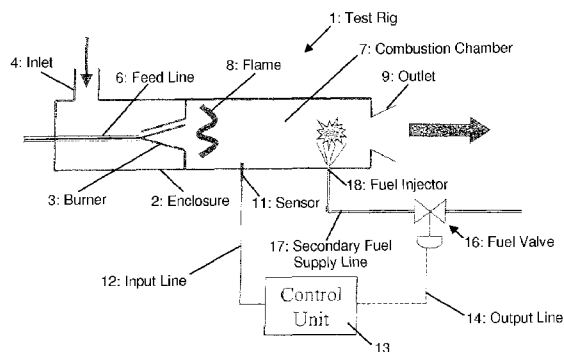 1: Test Rig
4: Inlet
8: Flame
7: Combustion Chamber
6: Feed Line
9: Outlet
3: Burner
2: Enclosure
11: Sensor
18: Fuel Injector
17: Secondary Fuel
Supply Line
16: Fuel Valve
12: Input Line
Control
Unit
14: Output Line
13